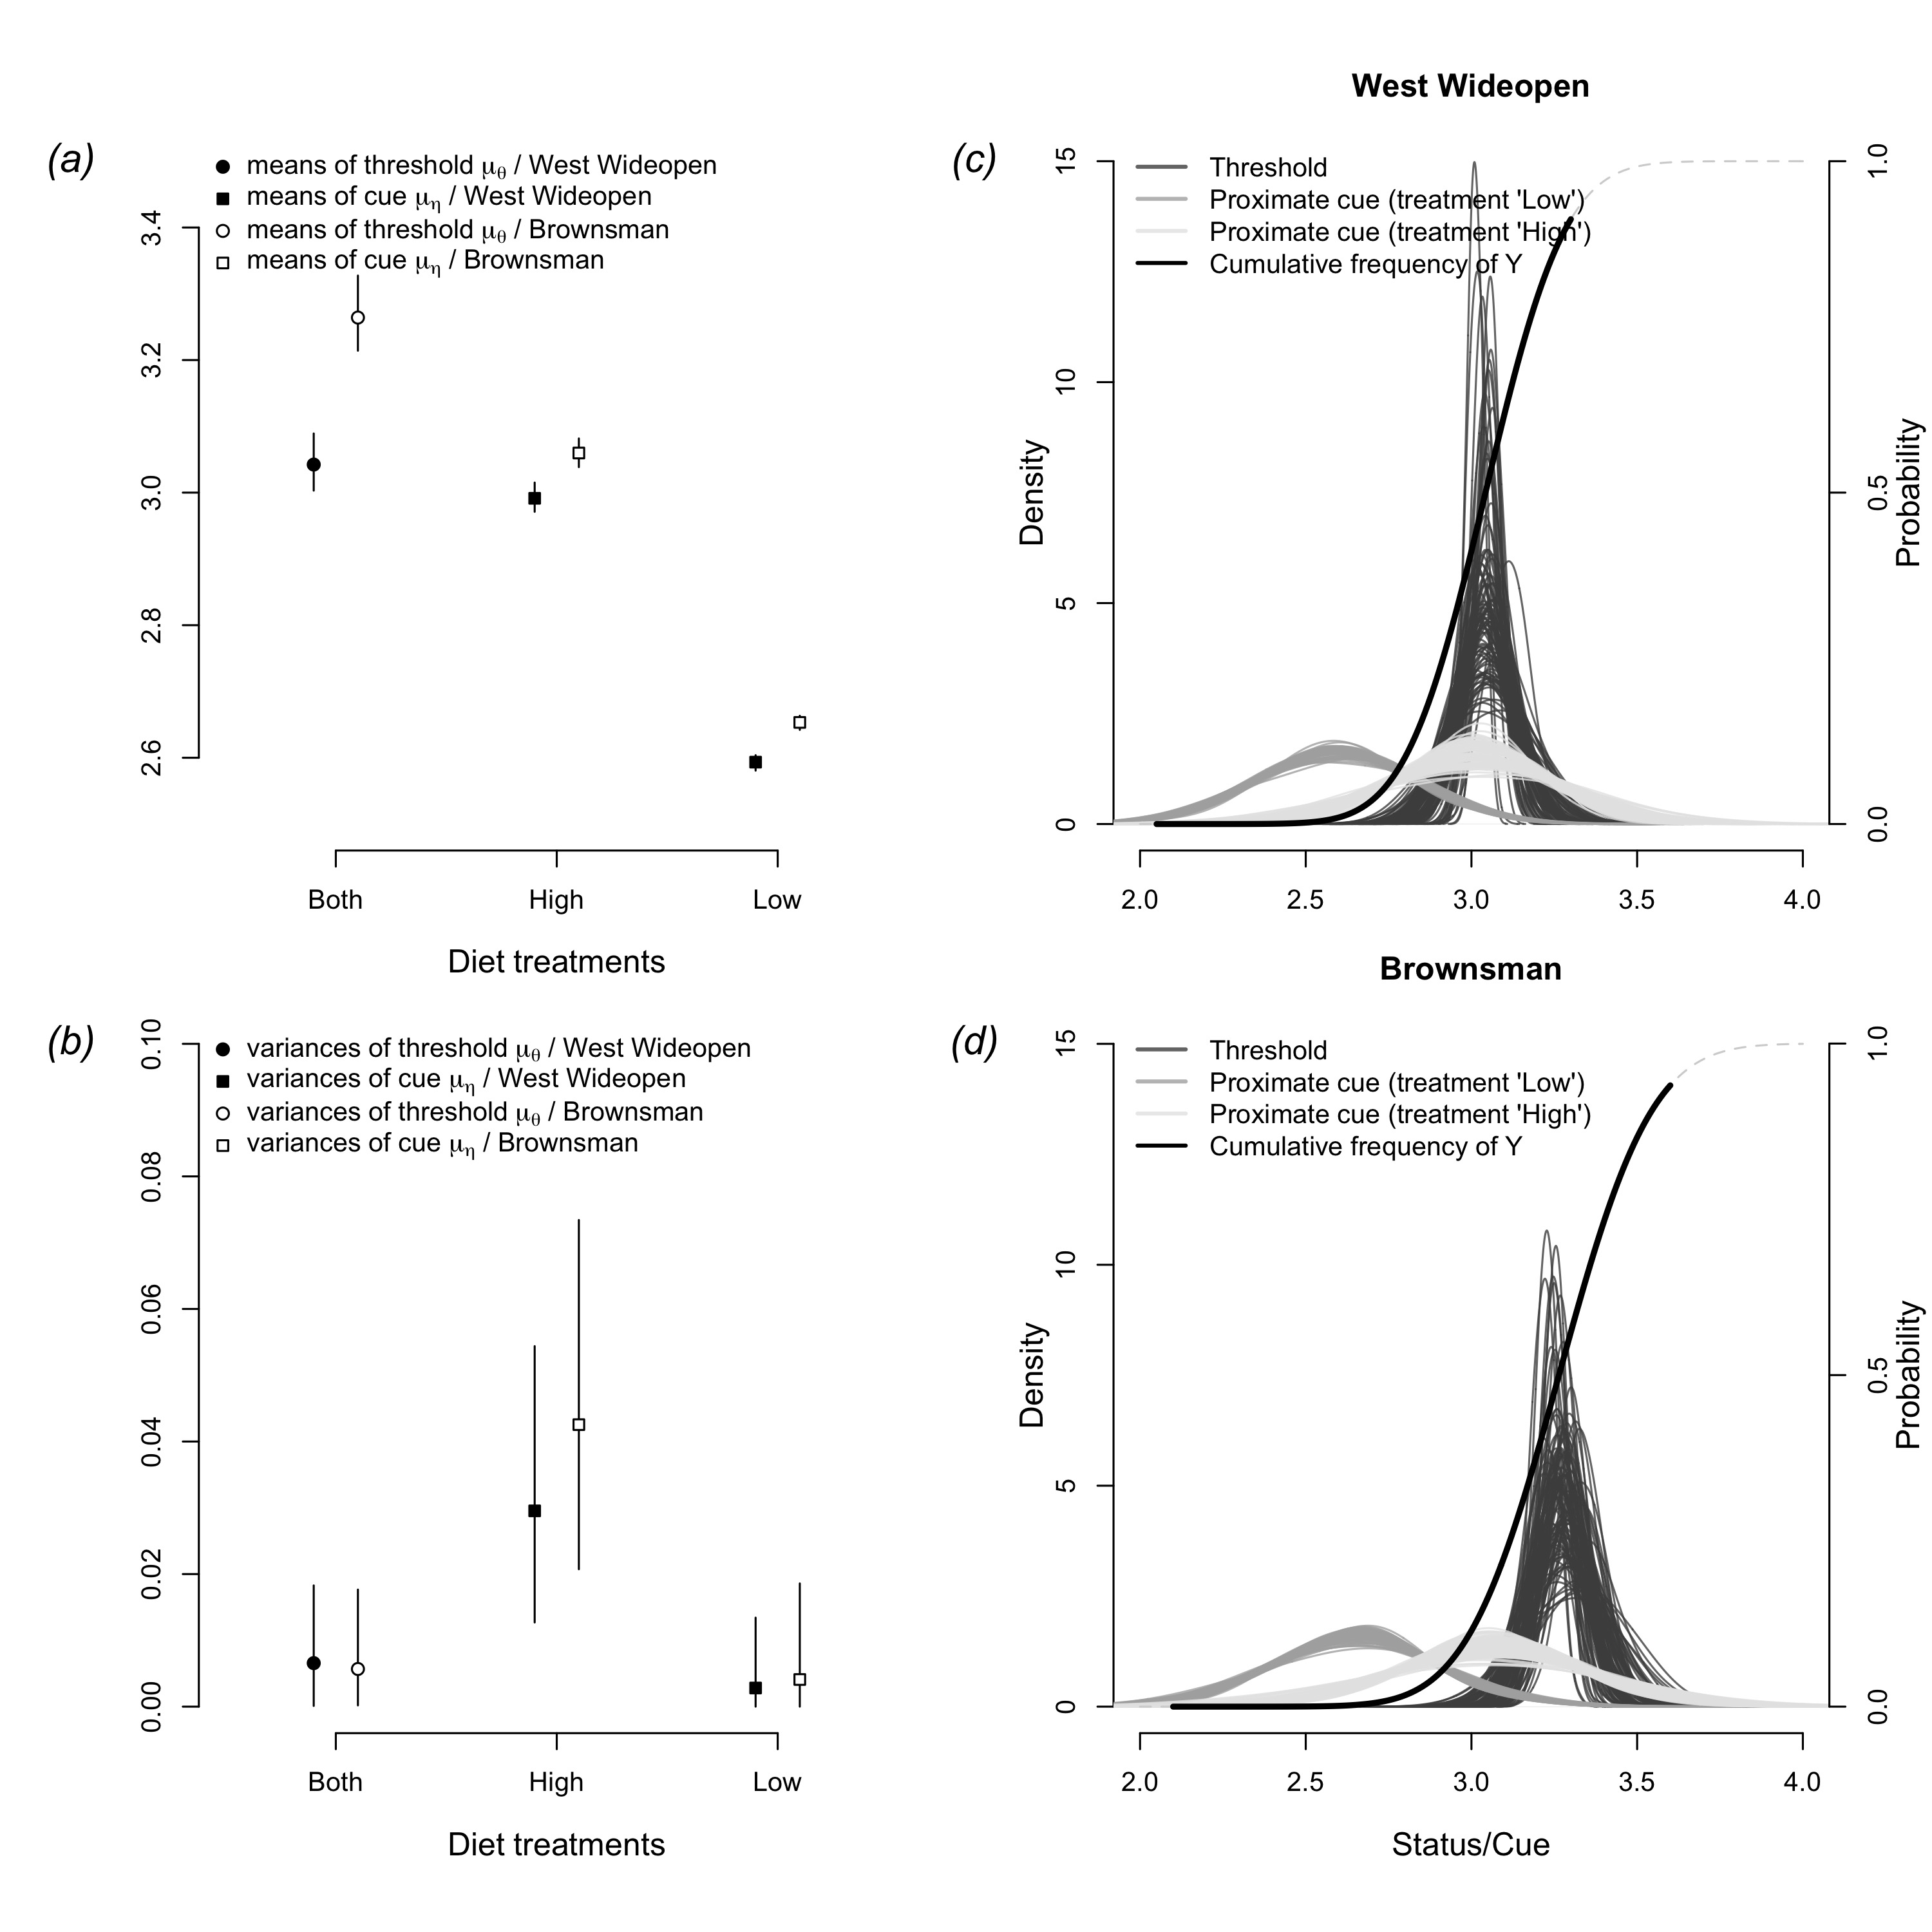 (a)
means of threshold μθ / West Wideopen
means of cue μη / West Wideopen
means of threshold μθ / Brownsman
means of cue μη / Brownsman
3.4
3.2
3.0
2.8
2.6
Both High Low
Diet treatments
(b)
variances of threshold μθ / West Wideopen
variances of cue μη / West Wideopen
variances of threshold μθ / Brownsman
variances of cue μη / Brownsman
0.10
0.08
0.06
0.04
0.02
0.00
Both High Low
Diet treatments
West Wideopen
(c)
Threshold
Proximate cue (treatment 'Low')
Proximate cue (treatment 'High')
Cumulative frequency of Y
15
10
5
0
Density
1.0
0.5
0.0
Probability
2.0 2.5 3.0 3.5 4.0
Brownsman
(d)
Threshold
Proximate cue (treatment 'Low')
Proximate cue (treatment 'High')
Cumulative frequency of Y
15
10
5
0
Density
1.0
0.5
0.0
Probability
2.0 2.5 3.0 3.5 4.0
Status/Cue